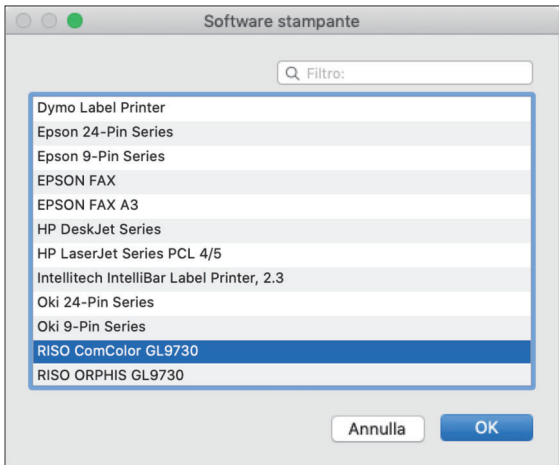 Software stampante
Filtro:
Dymo Label Printer
Epson 24-Pin Series
Epson 9-Pin Series
EPSON FAX
EPSON FAX A3
HP DeskJet Series
HP LaserJet Series PCL 4/5
Intellitech IntelliBar Label Printer, 2.3
Oki 24-Pin Series
Oki 9-Pin Series
RISO ComColor GL9730
RISO ORPHIS GL9730
Annulla OK